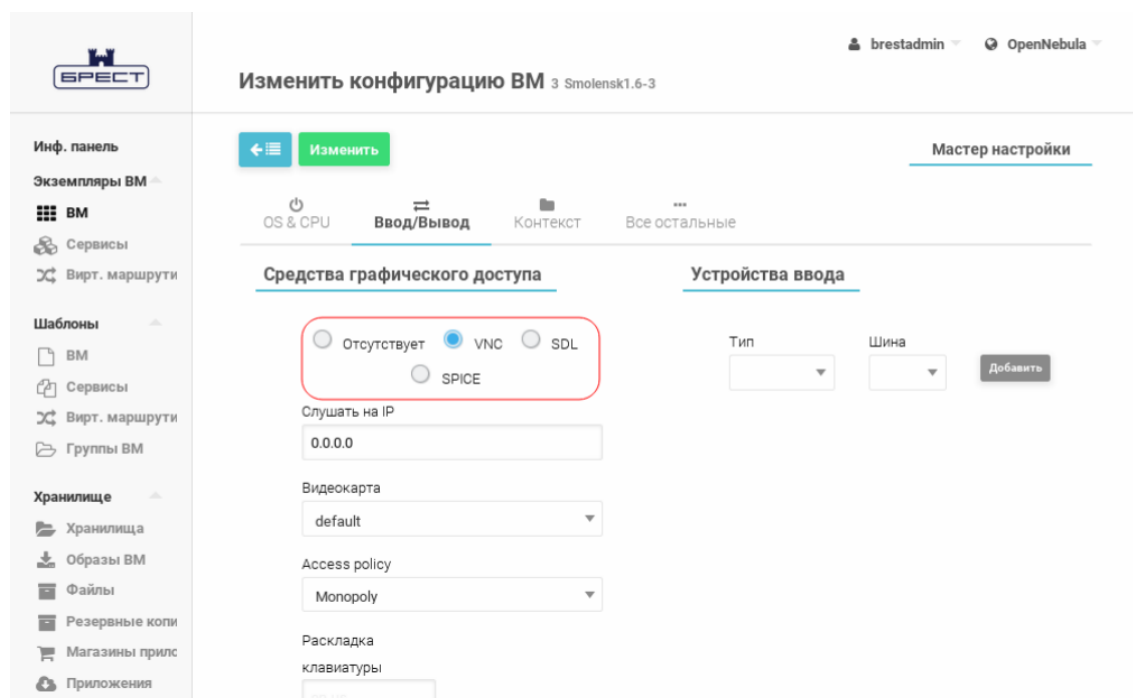 БРЕСТ
brestadmin
OpenNebula
Изменить конфигурацию ВМ 3 Smolensk1.6-3
Инф. панель
Экземпляры ВМ
ВМ
Сервисы
Вирт. маршрути
Шаблоны
ВМ
Сервисы
Вирт. маршрути
Группы ВМ
Хранилище
Хранилища
Образы ВМ
Файлы
Резервные копи
Магазины прило
Приложения
Изменить
Мастер настройки
OS & CPU
Ввод/Вывод
Контекст
Все остальные
Средства графического доступа
Отсутствует VNC SDL
SPICE
Слушать на IP
0.0.0.0
Видеокарта
default
Access policy
Monopoly
Раскладка
клавиатуры
Устройства ввода
Тип
Шина
Добавить